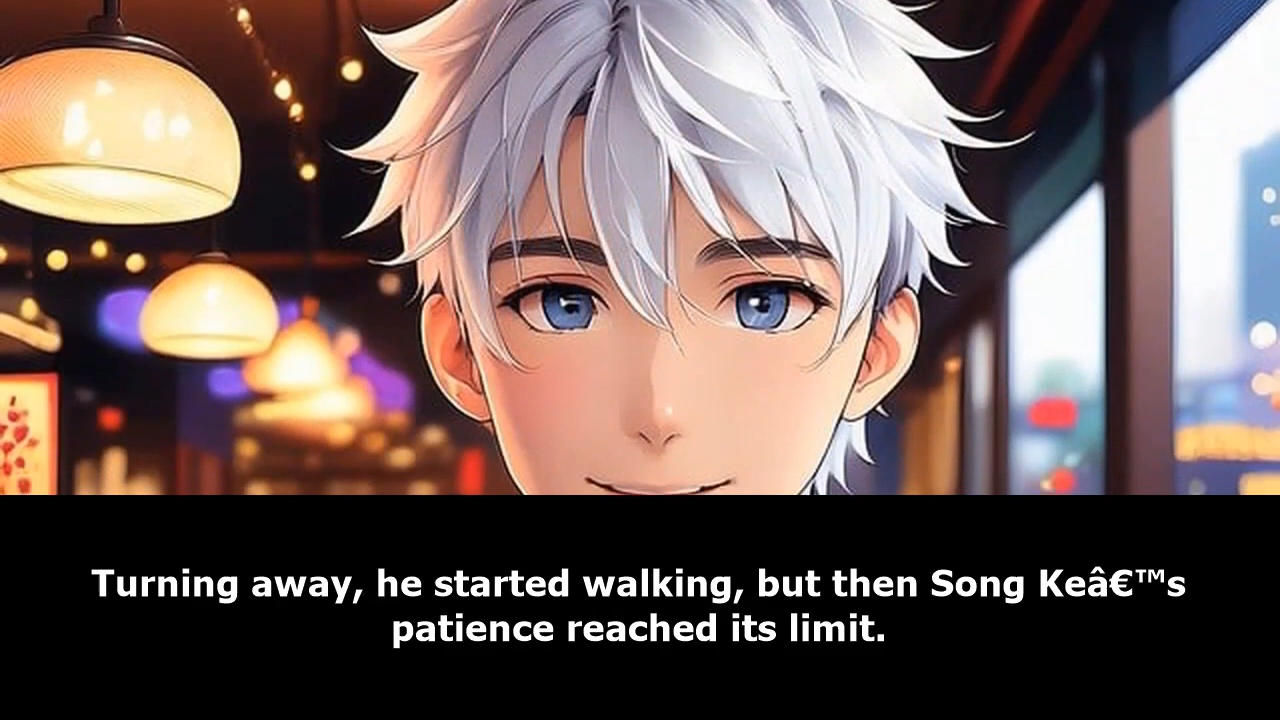 Turning away, he started walking, but then Song Keâ€™s
patience reached its limit.